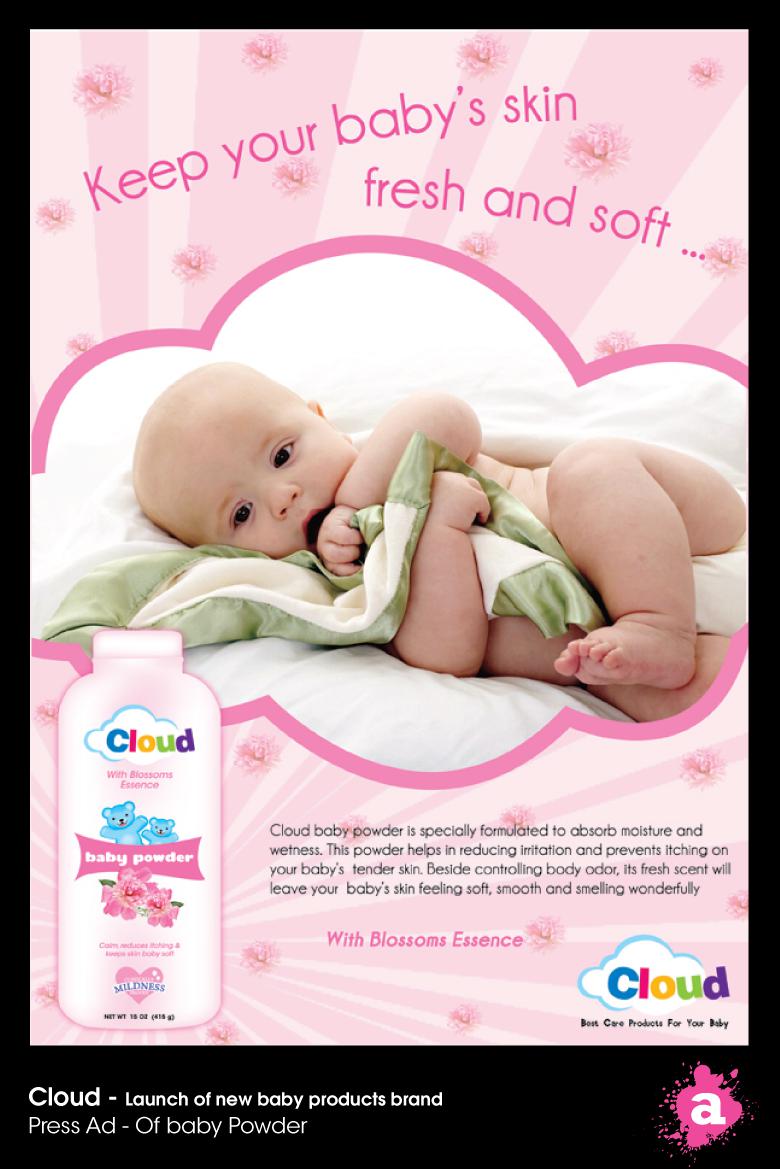 Keep your baby's skin
fresh and soft ...
Cloud
With Blossoms
Essence
baby powder
Calm, reduces itching &
keeps skin baby soft
MILDNESS
NET WT 15 OZ (415 g)
Cloud baby powder is specially formulated to absorb moisture and
wetness. This powder helps in reducing irritation and prevents itching on
your baby's tender skin. Beside controlling body odor, its fresh scent will
leave your baby's skin feeling soft, smooth and smelling wonderfully
With Blossoms Essence
Cloud
Best Care Products For Your Baby
Cloud - Launch of new baby products brand
Press Ad - Of baby Powder
a